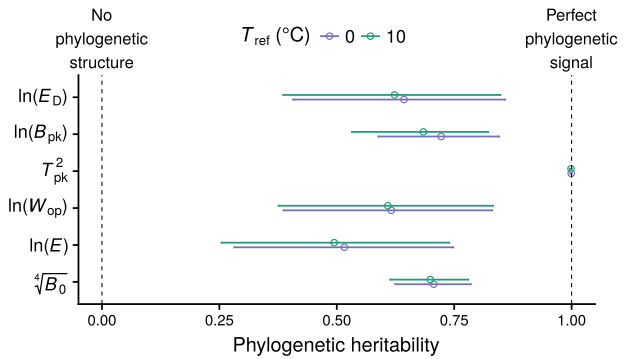 No
phylogenetic
structure
T_ref (°C) 0 10
Perfect
phylogenetic
signal
ln(E_D)
ln(B_pk)
T_pk^2
ln(W_op)
ln(E)
∜B_0
0.00 0.25 0.50 0.75 1.00
Phylogenetic heritability